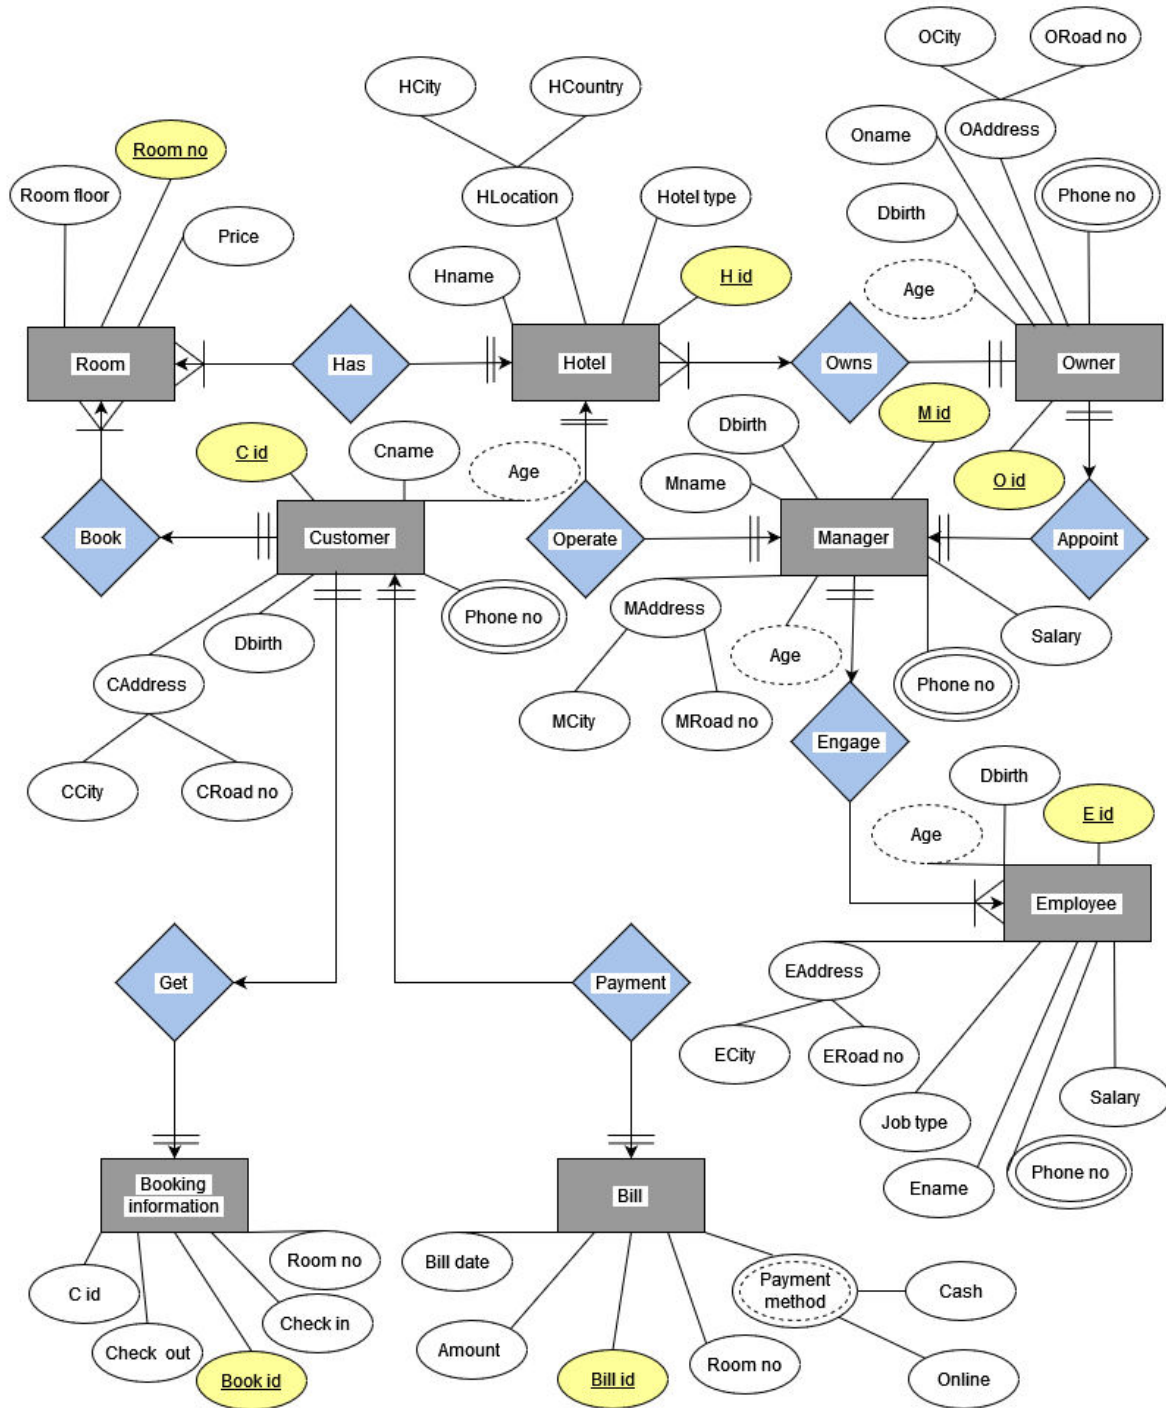 OCity
ORoad no
HCity
HCountry
Oname
OAddress
Room no
Room floor
HLocation
Hotel type
Phone no
Dbirth
Price
Hname
H id
Age
Room
Has
Hotel
Owns
Owner
M id
Dbirth
C id
Cname
Age
Mname
O id
Book
Customer
Operate
Manager
Appoint
MAddress
Phone no
Dbirth
Salary
Age
CAddress
Phone no
MCity
MRoad no
Engage
CCity
CRoad no
Dbirth
E id
Age
Employee
Get
Payment
EAddress
ECity
ERoad no
Salary
Job type
Phone no
Ename
Booking
information
Bill
Room no
Bill date
C id
Payment
method
Cash
Check in
Check out
Amount
Room no
Book id
Bill id
Online